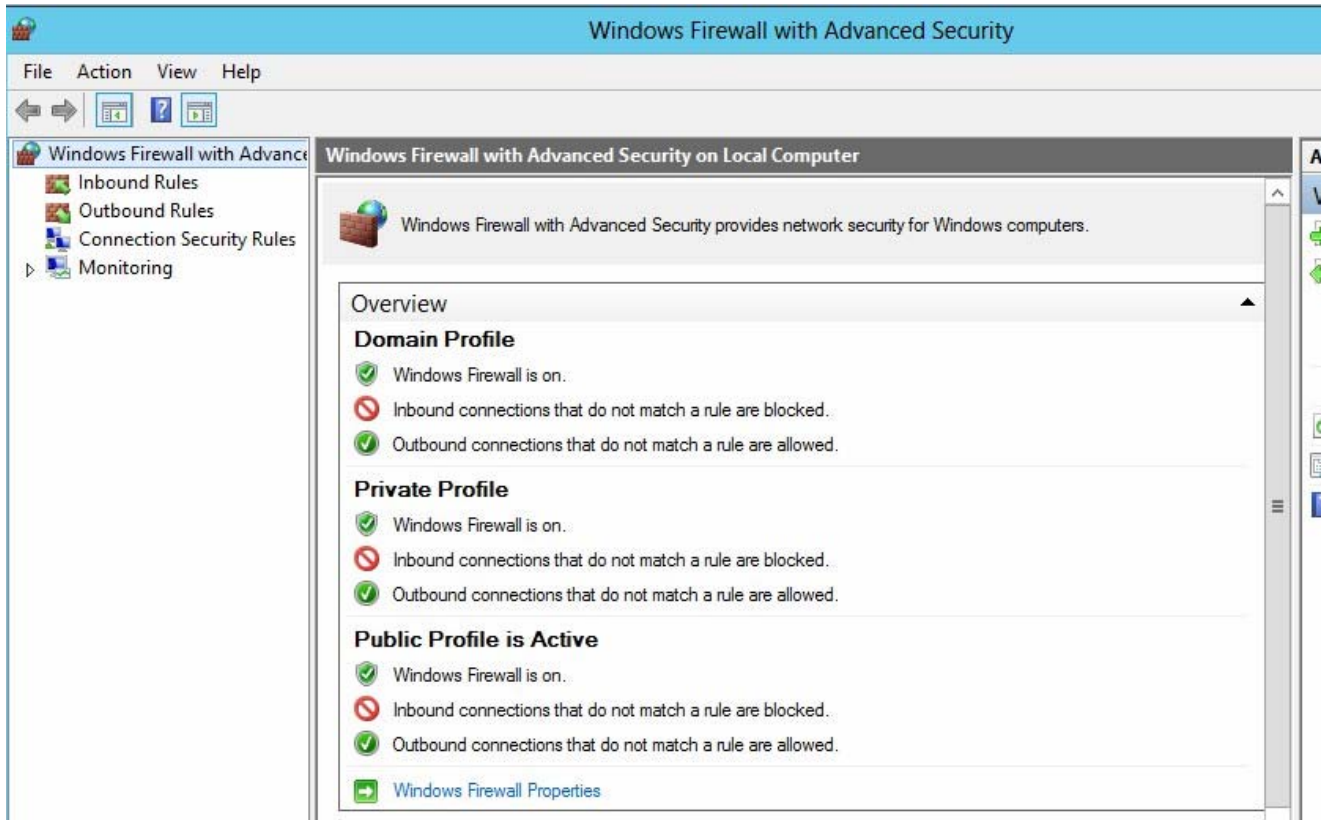 Windows Firewall with Advanced Security
File Action View Help
Windows Firewall with Advance
Inbound Rules
Outbound Rules
Connection Security Rules
Monitoring
Windows Firewall with Advanced Security on Local Computer
Windows Firewall with Advanced Security provides network security for Windows computers.
Overview
Domain Profile
Windows Firewall is on.
Inbound connections that do not match a rule are blocked.
Outbound connections that do not match a rule are allowed.
Private Profile
Windows Firewall is on.
Inbound connections that do not match a rule are blocked.
Outbound connections that do not match a rule are allowed.
Public Profile is Active
Windows Firewall is on.
Inbound connections that do not match a rule are blocked.
Outbound connections that do not match a rule are allowed.
Windows Firewall Properties